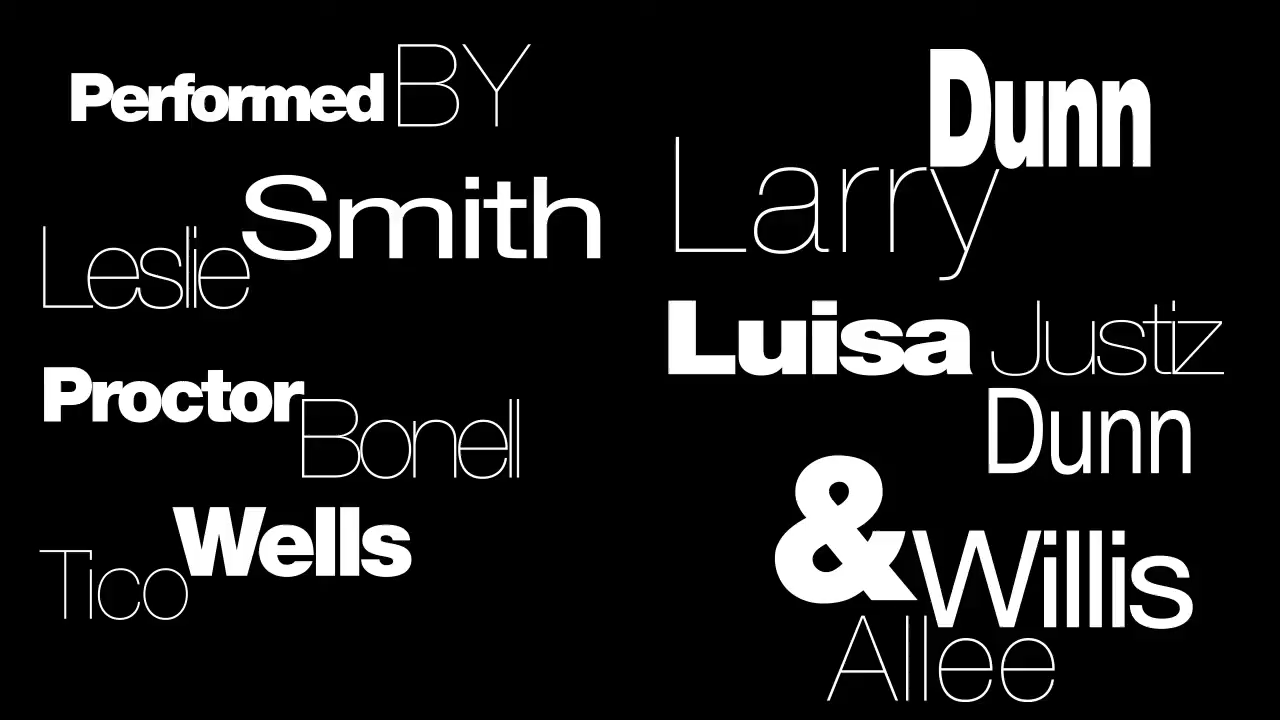 Performed BY
Leslie Smith
Proctor Bonell
Tico Wells
Larry Dunn
Luisa Justiz
Dunn
& Willis
Allee